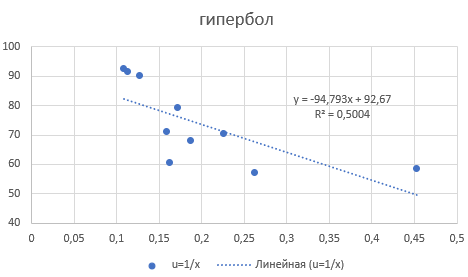 гипербол
100
90
80
70
60
50
40
y = -94,793x + 92,67
R² = 0,5004
0 0,05 0,1 0,15 0,2 0,25 0,3 0,35 0,4 0,45 0,5
u=1/x Линейная (u=1/x)